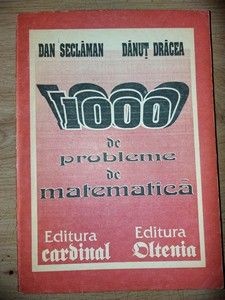 DAN SECLĂMAN DĂNUŢ DRĂCEA
1000
de
probleme
de
matematică
Editura Editura
cardinal Oltenia